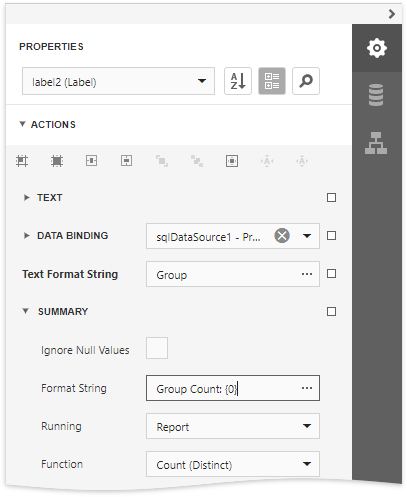 PROPERTIES
label2 (Label)
A
Z
ACTIONS
TEXT
DATA BINDING sqlDataSource1 - Pr...
Text Format String Group
SUMMARY
Ignore Null Values
Format String Group Count: {0}
Running Report
Function Count (Distinct)